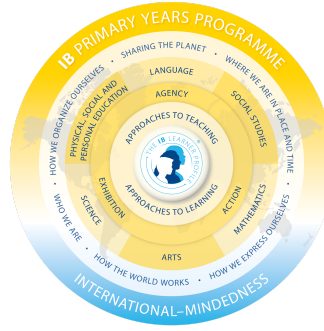 IB PRIMARY YEARS PROGRAMME
SHARING THE PLANET
WHERE WE ARE IN PLACE AND TIME
HOW WE EXPRESS OURSELVES
HOW THE WORLD WORKS
WHO WE ARE
HOW WE ORGANIZE OURSELVES
LANGUAGE
SOCIAL STUDIES
MATHEMATICS
ARTS
SCIENCE
PHYSICAL, SOCIAL AND
PERSONAL EDUCATION
AGENCY
ACTION
EXHIBITION
APPROACHES TO TEACHING
APPROACHES TO LEARNING
THE IB LEARNER PROFILE
INTERNATIONAL–MINDEDNESS